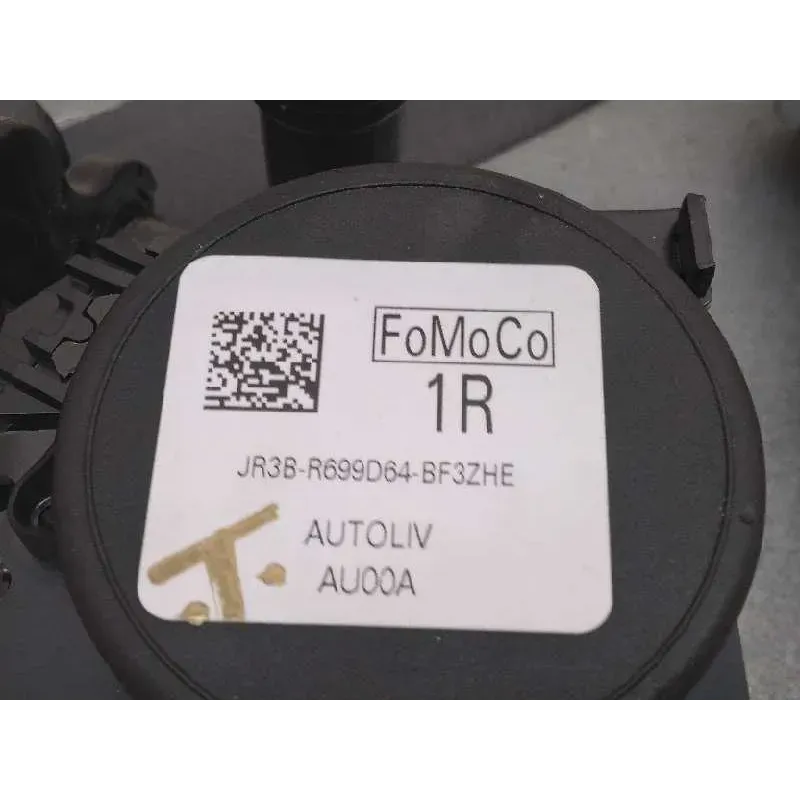 FoMoCo
1R
JR3B-R699D64-BF3ZHE
AUTOLIV
AU00A